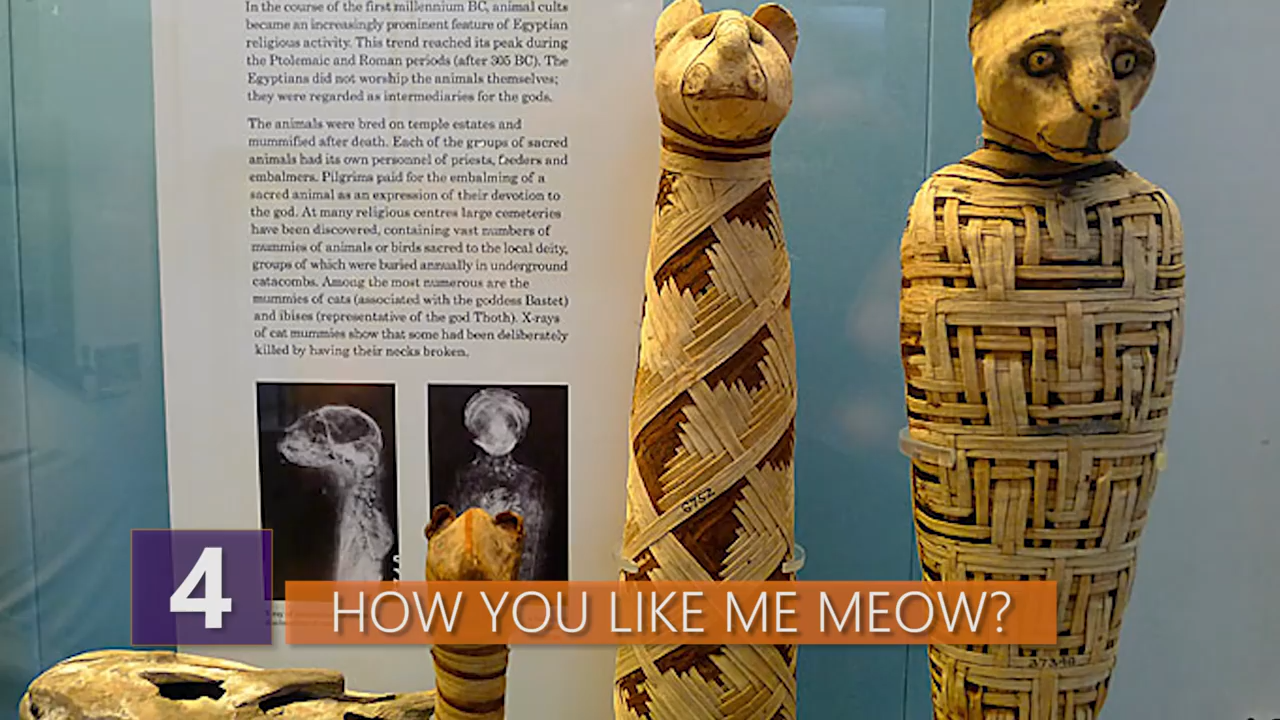 In the course of the first millennium BC, animal cults
became an increasingly prominent feature of Egyptian
religious activity. This trend reached its peak during
the Ptolemaic and Roman periods (after 305 BC). The
Egyptians did not worship the animals themselves;
they were regarded as intermediaries for the gods.
The animals were bred on temple estates and
mummified after death. Each of the groups of sacred
animals had its own personnel of priests, feeders and
embalmers. Pilgrims paid for the embalming of a
sacred animal as an expression of their devotion to
the god. At many religious centres large cemeteries
have been discovered, containing vast numbers of
mummies of animals or birds sacred to the local deity,
groups of which were buried annually in underground
catacombs. Among the most numerous are the
mummies of cats (associated with the goddess Bastet)
and ibises (representative of the god Thoth). X-rays
of cat mummies show that some had been deliberately
killed by having their necks broken.
6752
4
HOW YOU LIKE ME MEOW?
37348